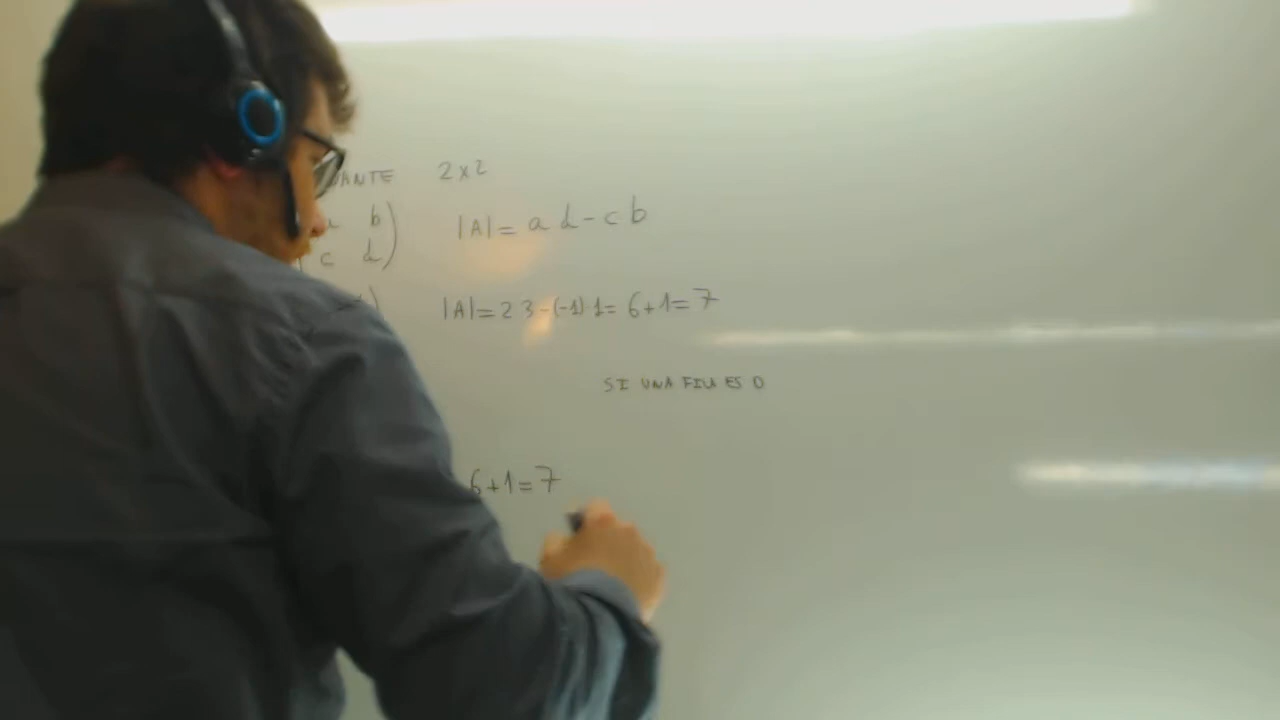 ANTE 2x2
b) |A| = a d - c b
c d)
|A| = 2 3 - (-1) 1 = 6+1 = 7
SI UNA FILA ES 0
6+1=7